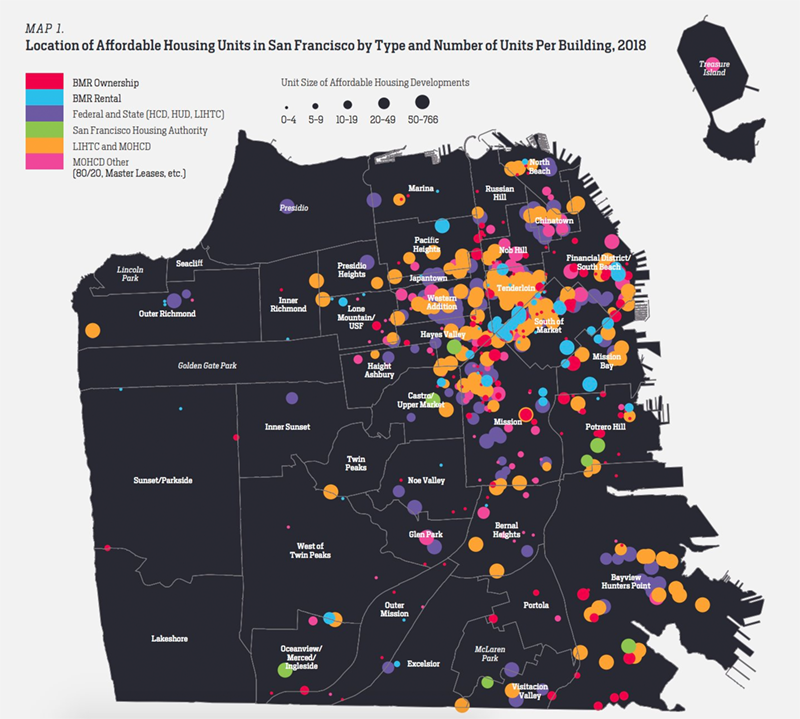 MAP 1.
Location of Affordable Housing Units in San Francisco by Type and Number of Units Per Building, 2018
BMR Ownership
BMR Rental
Federal and State (HCD, HUD, LIHTC)
San Francisco Housing Authority
LIHTC and MOHCD
MOHCD Other
(80/20, Master Leases, etc.)
Unit Size of Affordable Housing Developments
0-4
5-9
10-19
20-49
50-766
Treasure
Island
North
Beach
Marina
Russian
Hill
Presidio
Chinatown
Pacific
Heights
Nob Hill
Financial District/
South Beach
Lincoln
Park
Seacliff
Presidio
Heights
Japantown
Tenderloin
Outer Richmond
Inner
Richmond
Lone
Mountain/
USF
Western
Addition
South of
Market
Hayes Valley
Golden Gate Park
Haight
Ashbury
Mission
Bay
Castro/
Upper Market
Mission
Potrero Hill
Inner Sunset
Twin
Peaks
Sunset/Parkside
Noe Valley
Glen Park
Bernal
Heights
West of
Twin Peaks
Bayview
Hunters Point
Outer
Mission
Portola
Lakeshore
Oceanview/
Merced/
Ingleside
Excelsior
McLaren
Park
Visitacion
Valley